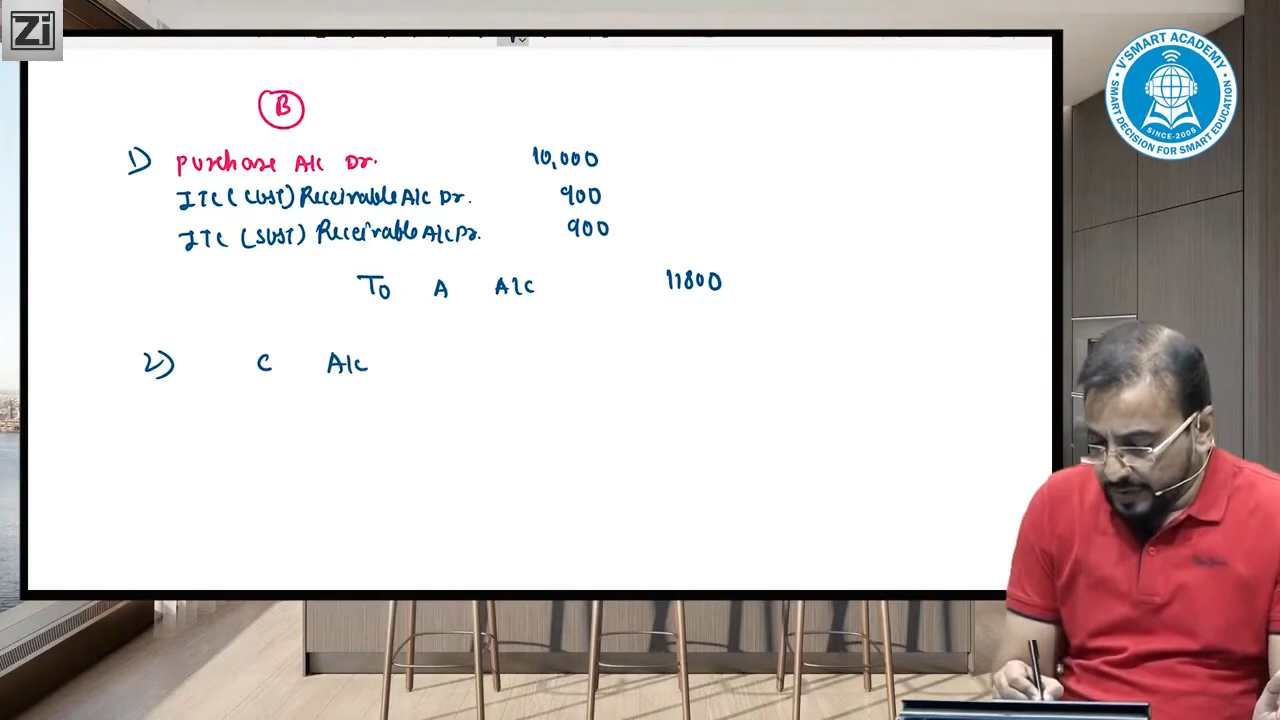 Zi
V'SMART ACADEMY
SMART DECISION FOR SMART EDUCATION
SINCE-2005
B
1) Purchase A/c Dr. 10,000
ITC (CGST) Receivable A/c Dr. 900
ITC (SGST) Receivable A/c Dr. 900
To A A/c 11800
2) C A/c